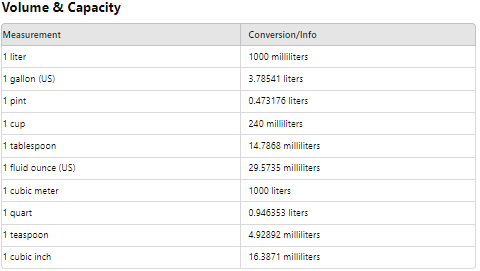 Volume & Capacity
Measurement Conversion/Info
1 liter 1000 milliliters
1 gallon (US) 3.78541 liters
1 pint 0.473176 liters
1 cup 240 milliliters
1 tablespoon 14.7868 milliliters
1 fluid ounce (US) 29.5735 milliliters
1 cubic meter 1000 liters
1 quart 0.946353 liters
1 teaspoon 4.92892 milliliters
1 cubic inch 16.3871 milliliters